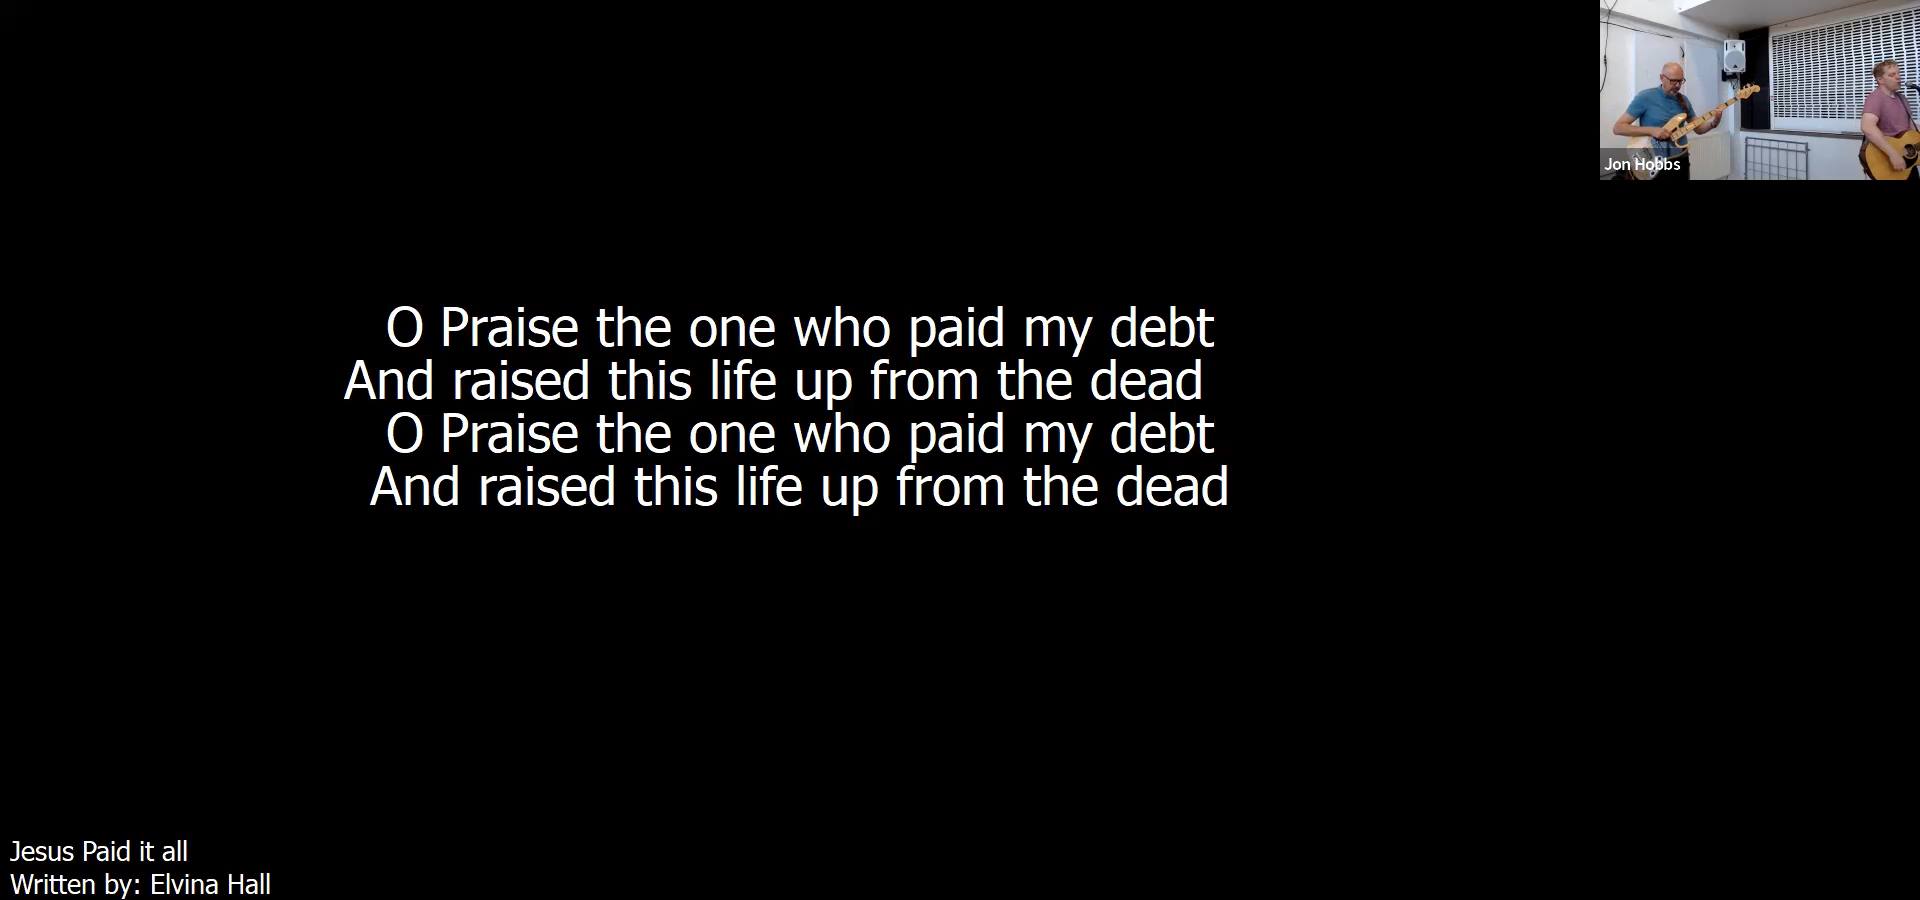 Jon Hobbs
O Praise the one who paid my debt
And raised this life up from the dead
O Praise the one who paid my debt
And raised this life up from the dead
Jesus Paid it all
Written by: Elvina Hall